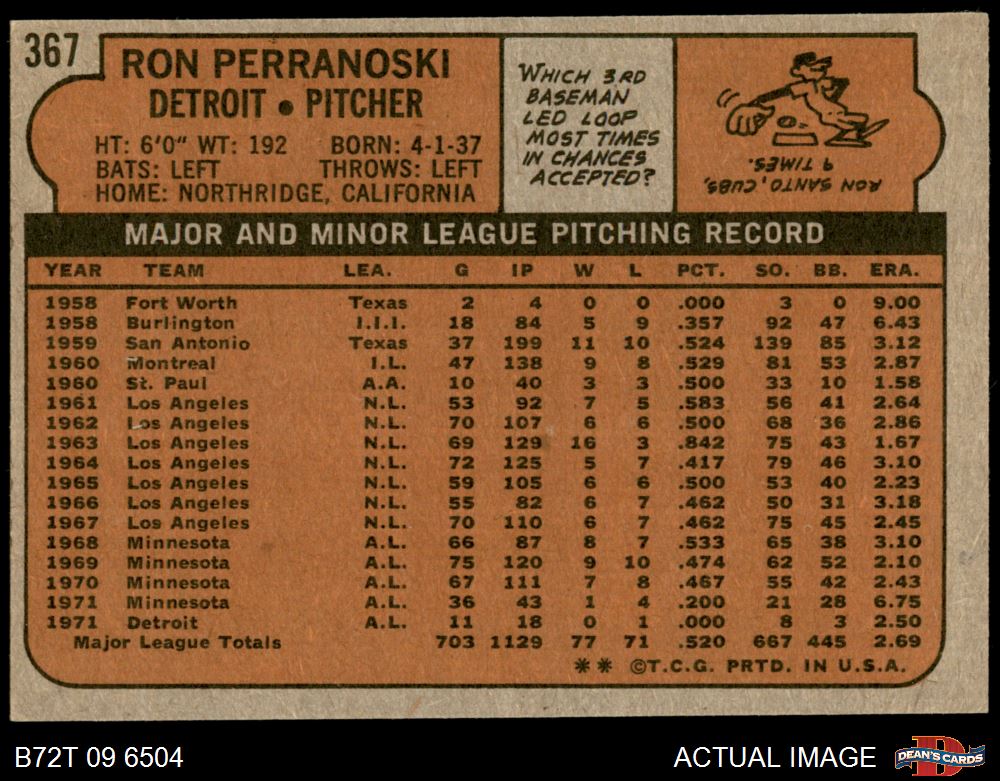 367
RON PERRANOSKI
DETROIT • PITCHER
HT: 6'0" WT: 192 BORN: 4-1-37
BATS: LEFT THROWS: LEFT
HOME: NORTHRIDGE, CALIFORNIA
WHICH 3RD
BASEMAN
LED LOOP
MOST TIMES
IN CHANCES
ACCEPTED?
RON SANTO, CUBS,
9 TIMES.
MAJOR AND MINOR LEAGUE PITCHING RECORD
YEAR TEAM LEA. G IP W L PCT. SO. BB. ERA.
1958 Fort Worth Texas 2 4 0 0 .000 3 0 9.00
1958 Burlington I.I.I. 18 84 5 9 .357 92 47 6.43
1959 San Antonio Texas 37 199 11 10 .524 139 85 3.12
1960 Montreal I.L. 47 138 9 8 .529 81 53 2.87
1960 St. Paul A.A. 10 40 3 3 .500 33 10 1.58
1961 Los Angeles N.L. 53 92 7 5 .583 56 41 2.64
1962 Los Angeles N.L. 70 107 6 6 .500 68 36 2.86
1963 Los Angeles N.L. 69 129 16 3 .842 75 43 1.67
1964 Los Angeles N.L. 72 125 5 7 .417 79 46 3.10
1965 Los Angeles N.L. 59 105 6 6 .500 53 40 2.23
1966 Los Angeles N.L. 55 82 6 7 .462 50 31 3.18
1967 Los Angeles N.L. 70 110 6 7 .462 75 45 2.45
1968 Minnesota A.L. 66 87 8 7 .533 65 38 3.10
1969 Minnesota A.L. 75 120 9 10 .474 62 52 2.10
1970 Minnesota A.L. 67 111 7 8 .467 55 42 2.43
1971 Minnesota A.L. 36 43 1 4 .200 21 28 6.75
1971 Detroit A.L. 11 18 0 1 .000 8 3 2.50
Major League Totals 703 1129 77 71 .520 667 445 2.69
** ©T.C.G. PRTD. IN U.S.A.
B72T 09 6504
ACTUAL IMAGE
D
DEAN'S CARDS